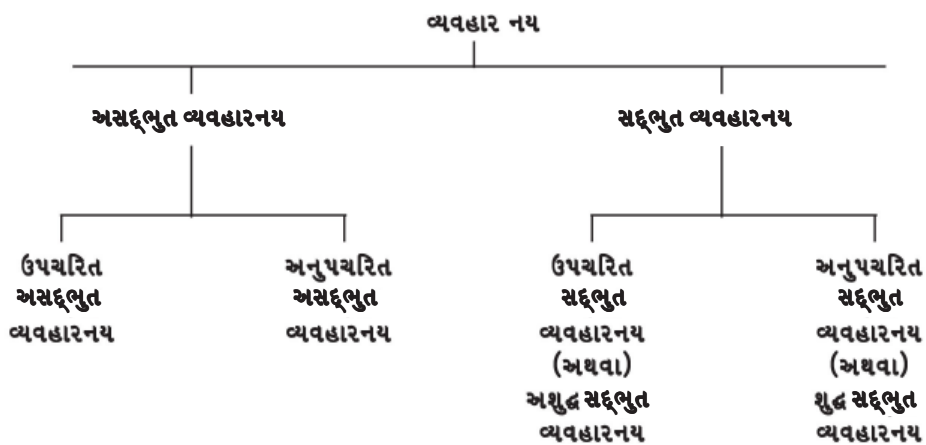 વ્યવહાર નય
અસદ્ભુત વ્યવહારનય
સદ્ભુત વ્યવહારનય
ઉપચરિત
અસદ્ભુત
વ્યવહારનય
અનુપચરિત
અસદ્ભુત
વ્યવહારનય
ઉપચરિત
સદ્ભુત
વ્યવહારનય
(અથવા)
અશુદ્ધ સદ્ભુત
વ્યવહારનય
અનુપચરિત
સદ્ભુત
વ્યવહારનય
(અથવા)
શુદ્ધ સદ્ભુત
વ્યવહારનય